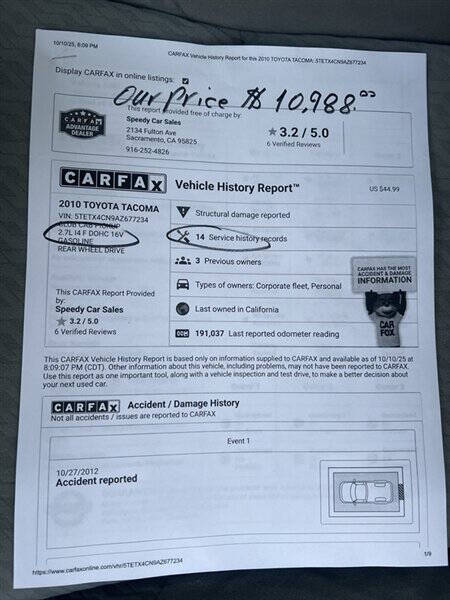 10/10/25, 8:09 PM
CARFAX Vehicle History Report for this 2010 TOYOTA TACOMA: 5TETX4CN9AZ677234
Display CARFAX in online listings:
Our Price $ 10,988.00
This report provided free of charge by:
CARFAX
ADVANTAGE
DEALER
Speedy Car Sales
2134 Fulton Ave
Sacramento, CA 95825
916-252-4826
3.2 / 5.0
6 Verified Reviews
CARFAX Vehicle History Report™
US $44.99
2010 TOYOTA TACOMA
VIN: 5TETX4CN9AZ677234
CLUB CAB PICKUP
2.7L I4 F DOHC 16V
GASOLINE
REAR WHEEL DRIVE
This CARFAX Report Provided
by:
Speedy Car Sales
3.2 / 5.0
6 Verified Reviews
Structural damage reported
14 Service history records
3 Previous owners
Types of owners: Corporate fleet, Personal
Last owned in California
191,037 Last reported odometer reading
CARFAX HAS THE MOST
ACCIDENT & DAMAGE
INFORMATION
CAR
FOX
This CARFAX Vehicle History Report is based only on information supplied to CARFAX and available as of 10/10/25 at
8:09:07 PM (CDT). Other information about this vehicle, including problems, may not have been reported to CARFAX.
Use this report as one important tool, along with a vehicle inspection and test drive, to make a better decision about
your next used car.
CARFAX Accident / Damage History
Not all accidents / issues are reported to CARFAX
Event 1
10/27/2012
Accident reported
https://www.carfaxonline.com/vhr/5TETX4CN9AZ677234
1/9